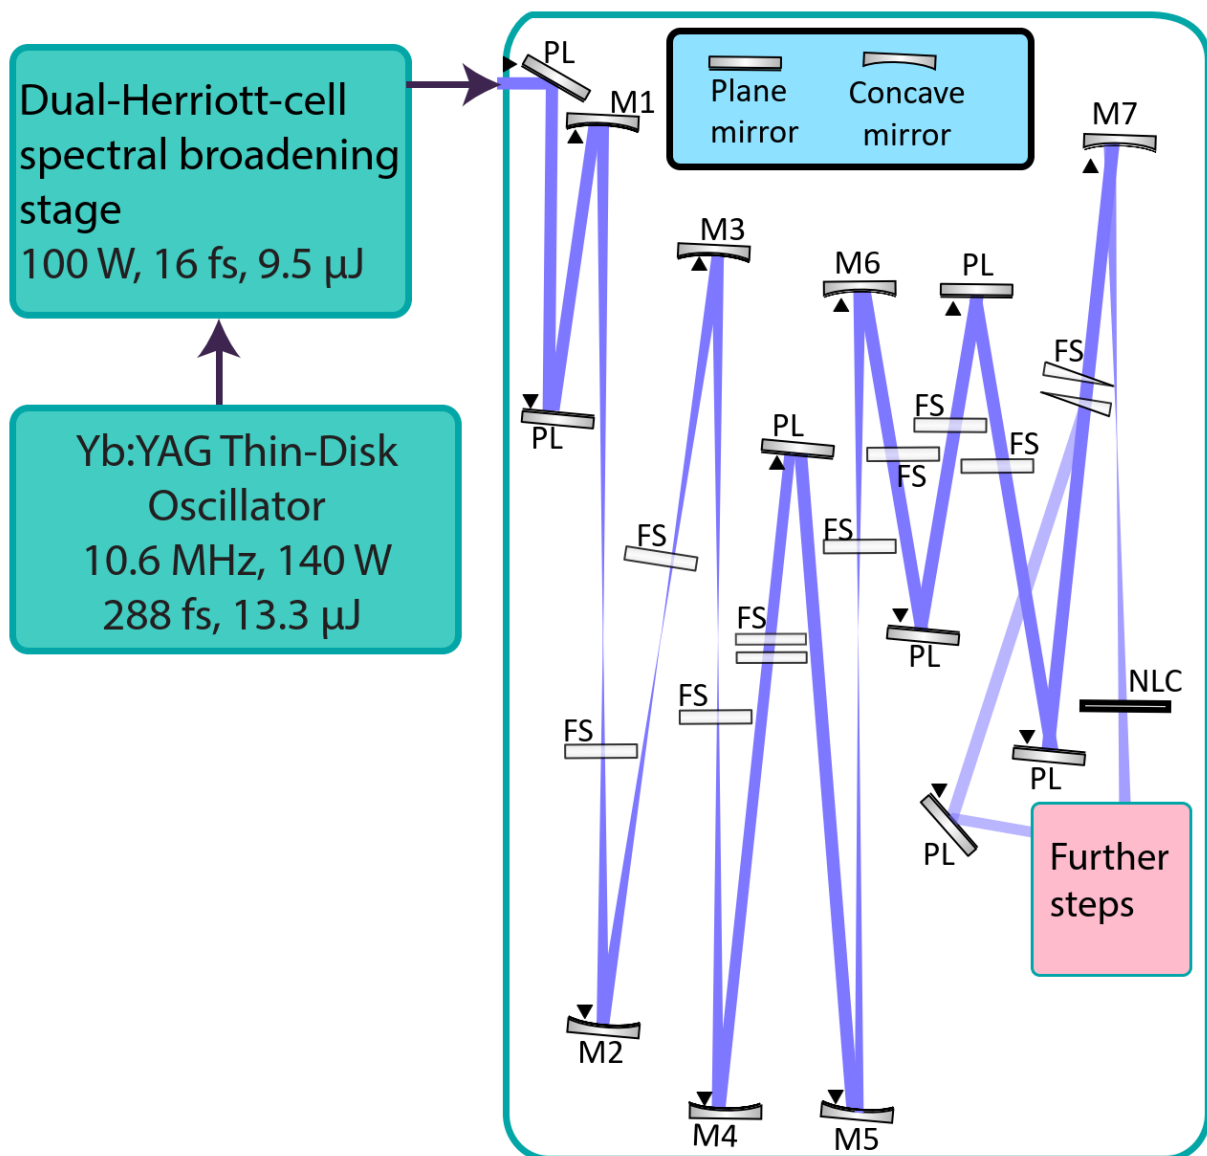 Dual-Herriott-cell
spectral broadening
stage
100 W, 16 fs, 9.5 µJ
Yb:YAG Thin-Disk
Oscillator
10.6 MHz, 140 W
288 fs, 13.3 µJ
PL
M1
Plane
mirror
Concave
mirror
M7
M3
M6
PL
FS
PL
PL
FS
FS
FS
FS
FS
FS
FS
FS
PL
NLC
FS
PL
PL
Further
steps
M2
M4
M5